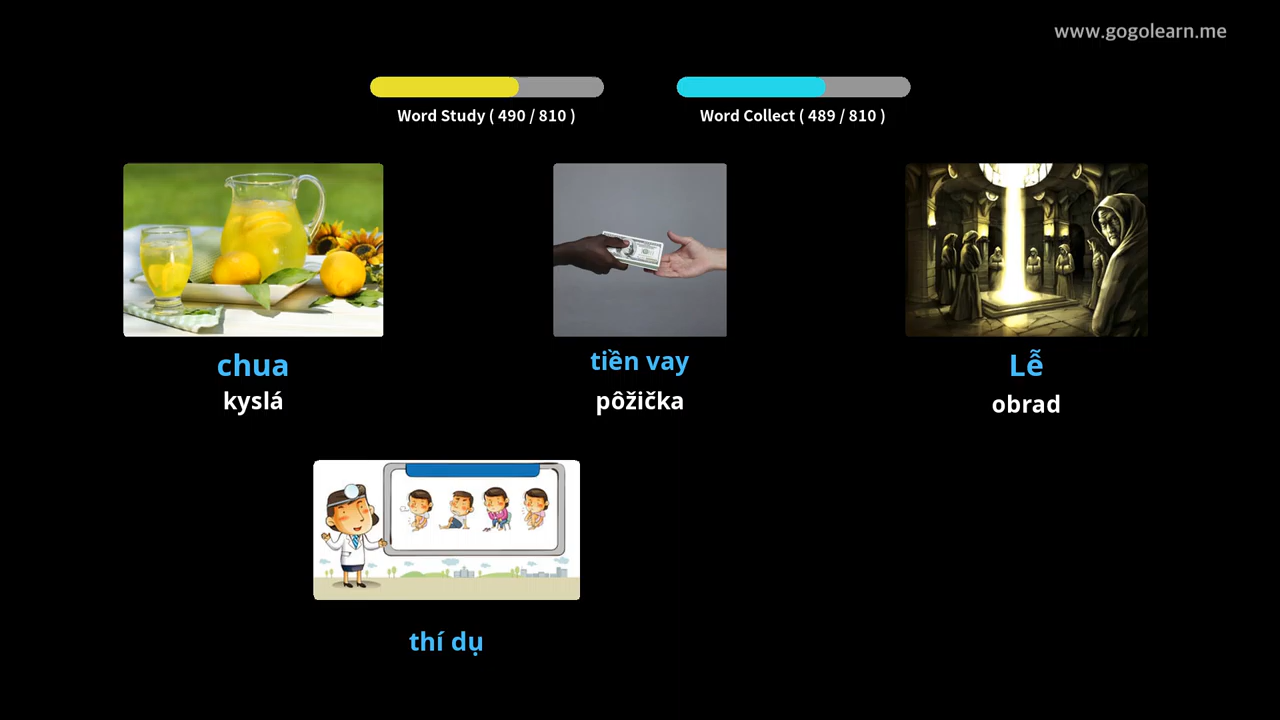 www.gogolearn.me
Word Study ( 490 / 810 )
Word Collect ( 489 / 810 )
chua
kyslá
tiền vay
pôžička
Lễ
obrad
thí dụ